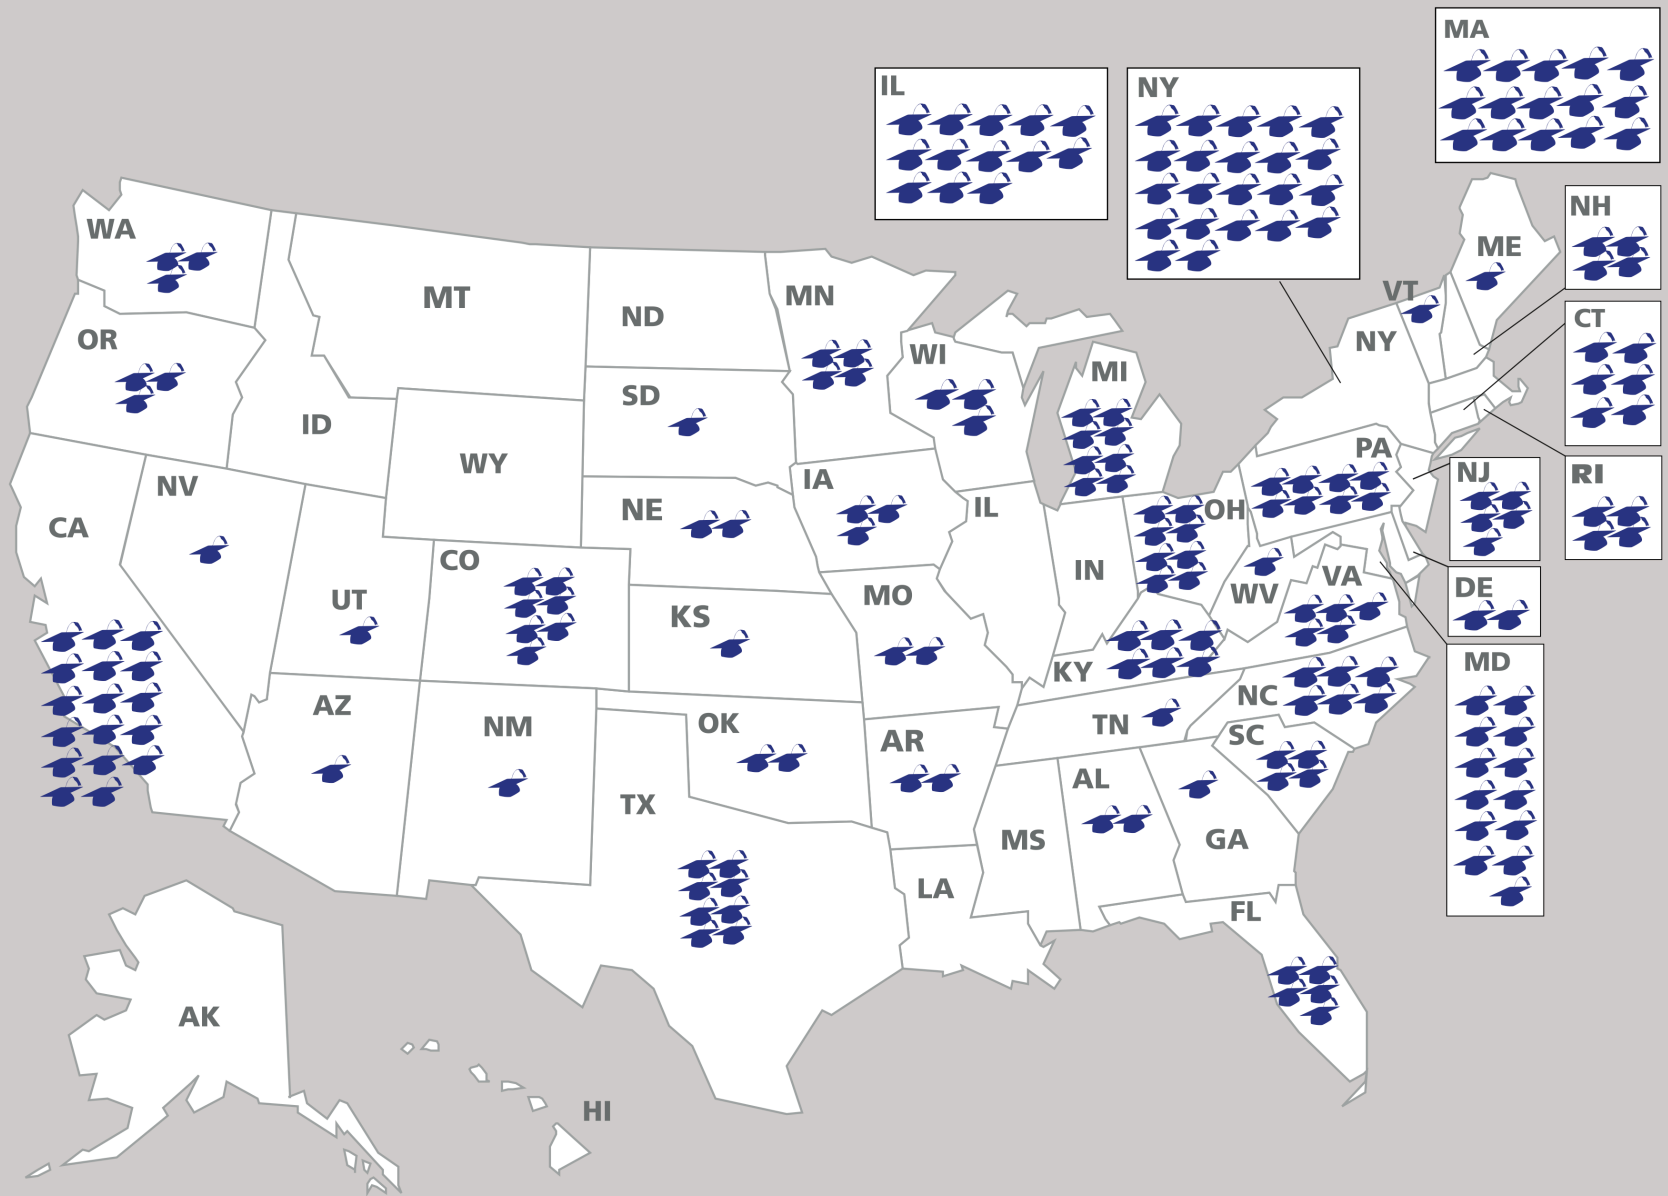 MA
IL
NY
NH
WA
ME
VT
MT
MN
ND
CT
OR
NY
WI
MI
SD
ID
PA
WY
NV
IA
NJ
RI
IL
NE
OH
CA
CO
IN
VA
DE
UT
MO
WV
KS
MD
KY
NC
AZ
OK
TN
NM
SC
AR
AL
TX
MS
GA
LA
FL
AK
HI